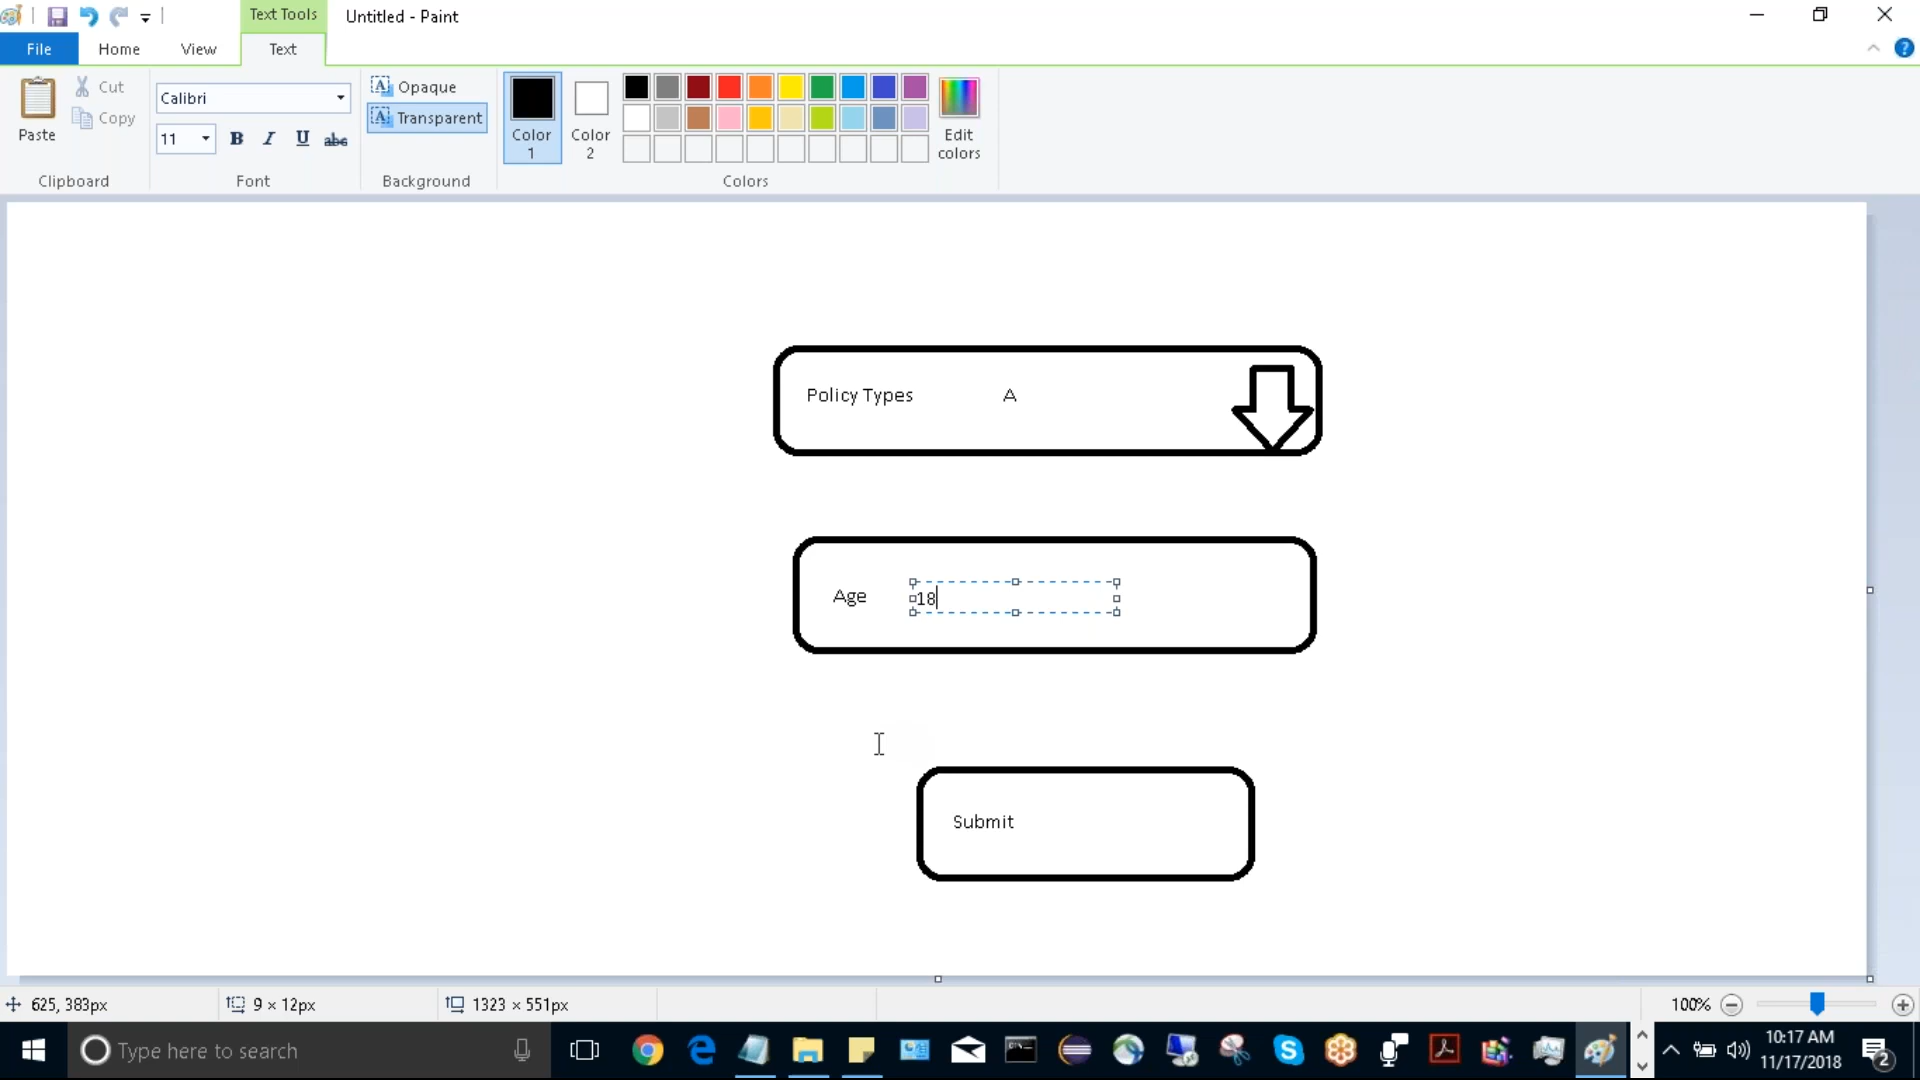 Text Tools
Untitled - Paint
File
Home
View
Text
Paste
Cut
Copy
Clipboard
Calibri
11
B
I
U
abc
Font
A Opaque
A Transparent
Background
Color
1
Color
2
Edit
colors
Colors
?
Policy Types A
Age 18
Submit
625, 383px
9 × 12px
1323 × 551px
100%
Type here to search
10:17 AM
11/17/2018
2